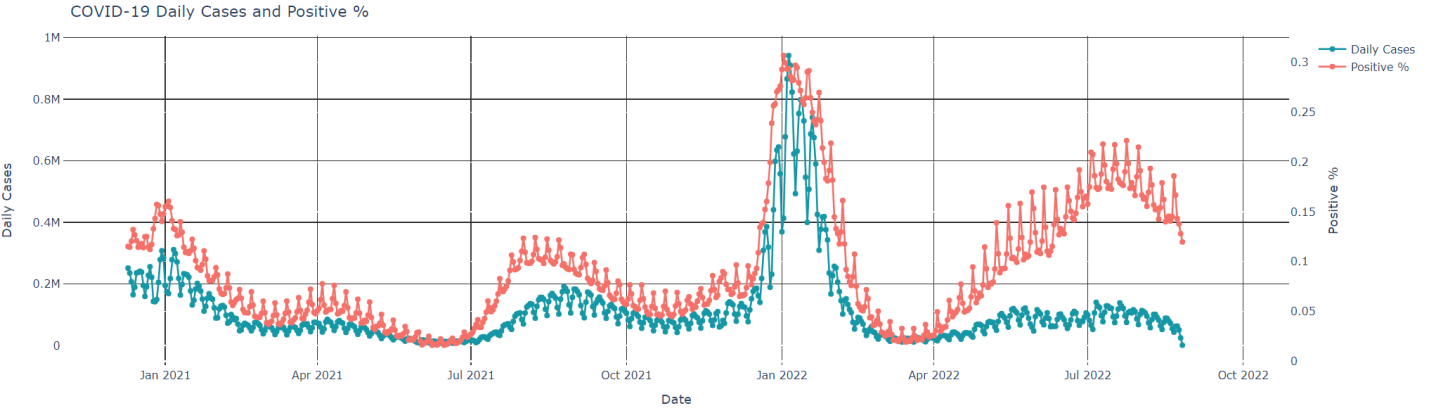 COVID-19 Daily Cases and Positive %
1M
0.8M
0.6M
0.4M
0.2M
0
Daily Cases
0.3
0.25
0.2
0.15
0.1
0.05
0
Positive %
Daily Cases
Positive %
Jan 2021
Apr 2021
Jul 2021
Oct 2021
Jan 2022
Apr 2022
Jul 2022
Oct 2022
Date